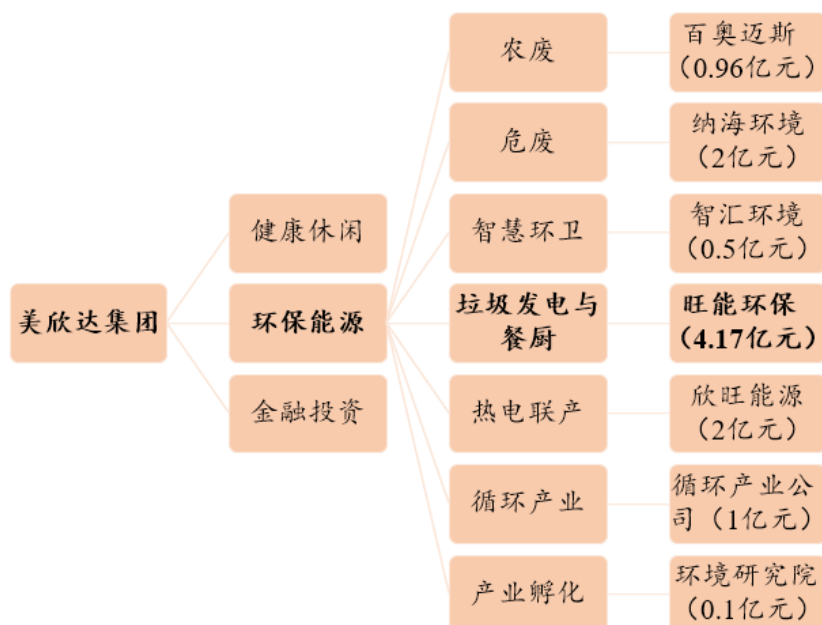 农废
百奥迈斯
（0.96亿元）
危废
纳海环境
（2亿元）
健康休闲
智慧环卫
智汇环境
（0.5亿元）
美欣达集团
环保能源
垃圾发电与
餐厨
旺能环保
（4.17亿元）
金融投资
热电联产
欣旺能源
（2亿元）
循环产业
循环产业公
司（1亿元）
产业孵化
环境研究院
（0.1亿元）